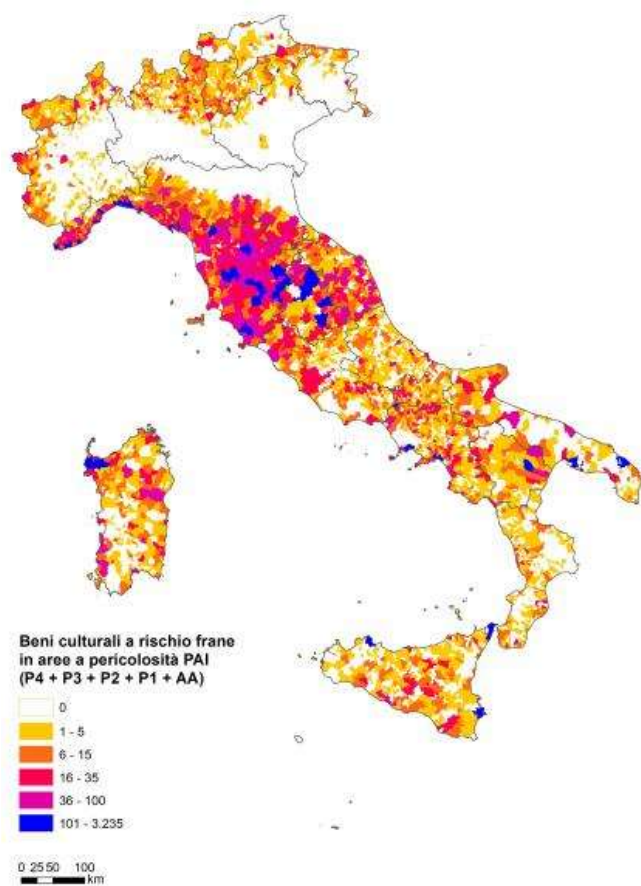 Beni culturali a rischio frane
in aree a pericolosità PAI
(P4 + P3 + P2 + P1 + AA)
0
1 - 5
6 - 15
16 - 35
36 - 100
101 - 3.235
0 25 50 100
km